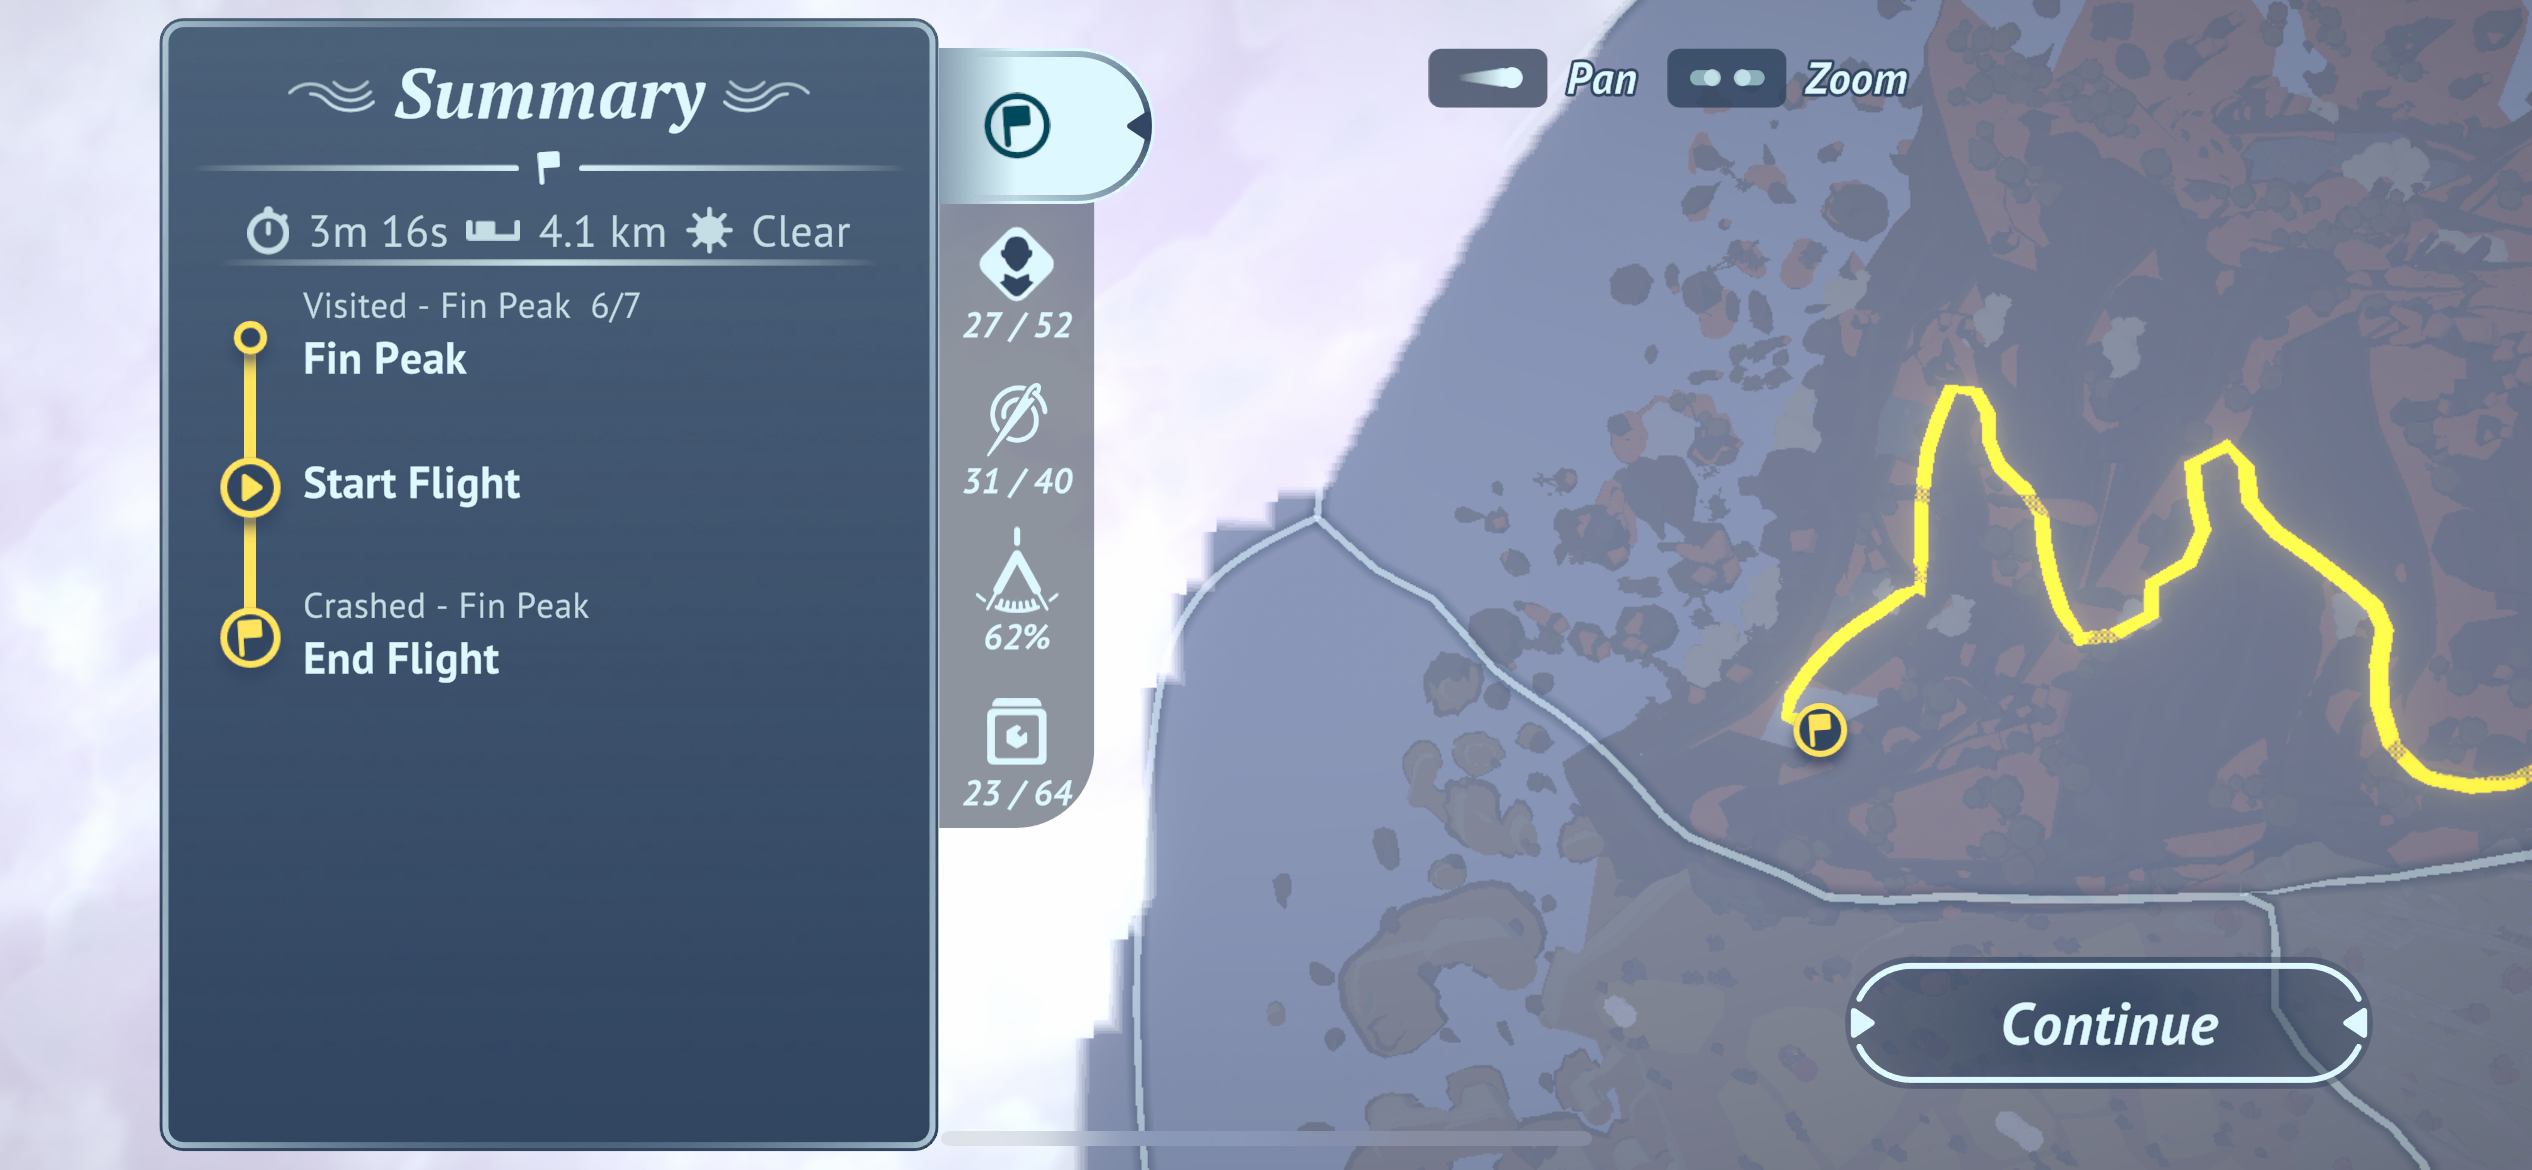 Summary
3m 16s 4.1 km Clear
Visited - Fin Peak 6/7
Fin Peak
Start Flight
Crashed - Fin Peak
End Flight
27 / 52
31 / 40
62%
23 / 64
Pan Zoom
Continue